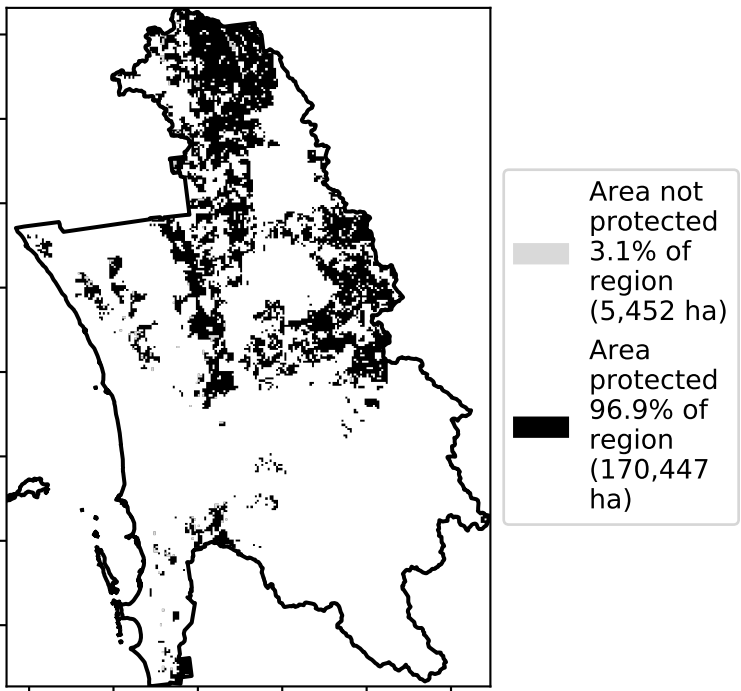 Area not
protected
3.1% of
region
(5,452 ha)
Area
protected
96.9% of
region
(170,447
ha)